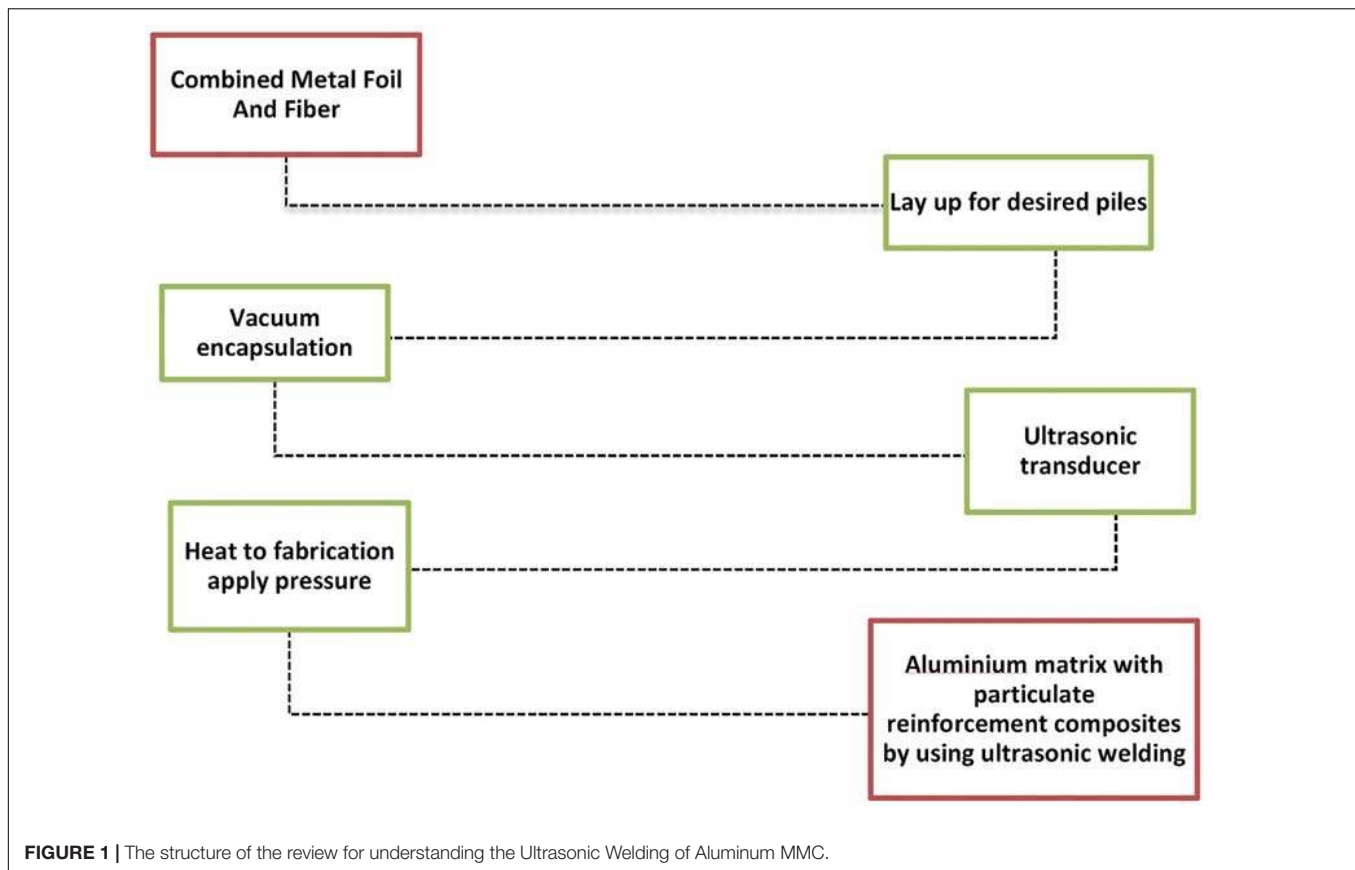 Combined Metal Foil
And Fiber
Lay up for desired piles
Vacuum
encapsulation
Ultrasonic
transducer
Heat to fabrication
apply pressure
Aluminium matrix with
particulate
reinforcement composites
by using ultrasonic welding
FIGURE 1 | The structure of the review for understanding the Ultrasonic Welding of Aluminum MMC.